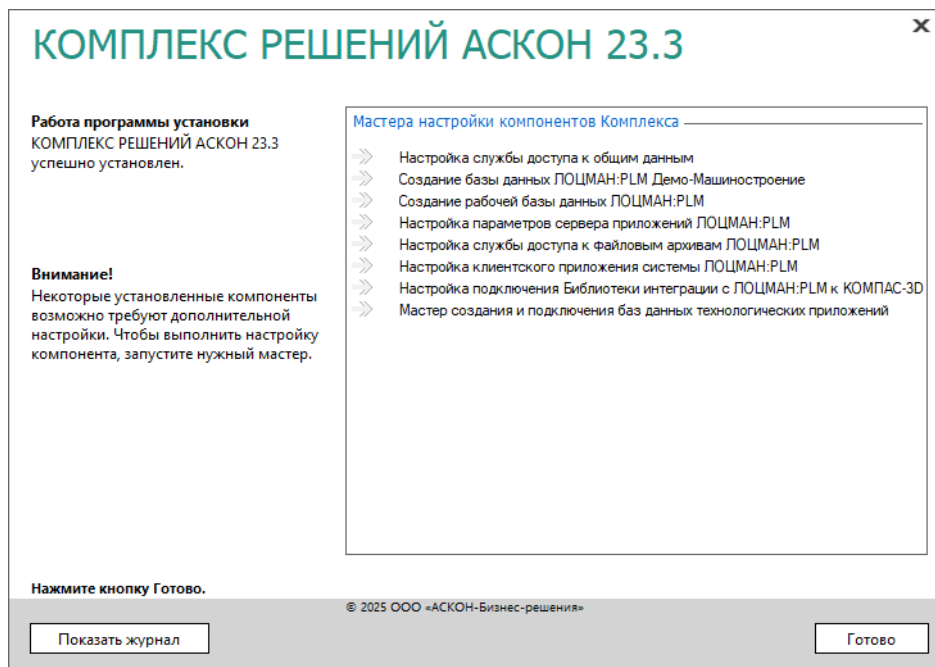 КОМПЛЕКС РЕШЕНИЙ АСКОН 23.3
Работа программы установки
КОМПЛЕКС РЕШЕНИЙ АСКОН 23.3
успешно установлен.
Внимание!
Некоторые установленные компоненты
возможно требуют дополнительной
настройки. Чтобы выполнить настройку
компонента, запустите нужный мастер.
Мастера настройки компонентов Комплекса
Настройка службы доступа к общим данным
Создание базы данных ЛОЦМАН:PLM Демо-Машиностроение
Создание рабочей базы данных ЛОЦМАН:PLM
Настройка параметров сервера приложений ЛОЦМАН:PLM
Настройка службы доступа к файловым архивам ЛОЦМАН:PLM
Настройка клиентского приложения системы ЛОЦМАН:PLM
Настройка подключения Библиотеки интеграции с ЛОЦМАН:PLM к КОМПАС-3D
Мастер создания и подключения баз данных технологических приложений
Нажмите кнопку Готово.
© 2025 ООО «АСКОН-Бизнес-решения»
Показать журнал
Готово